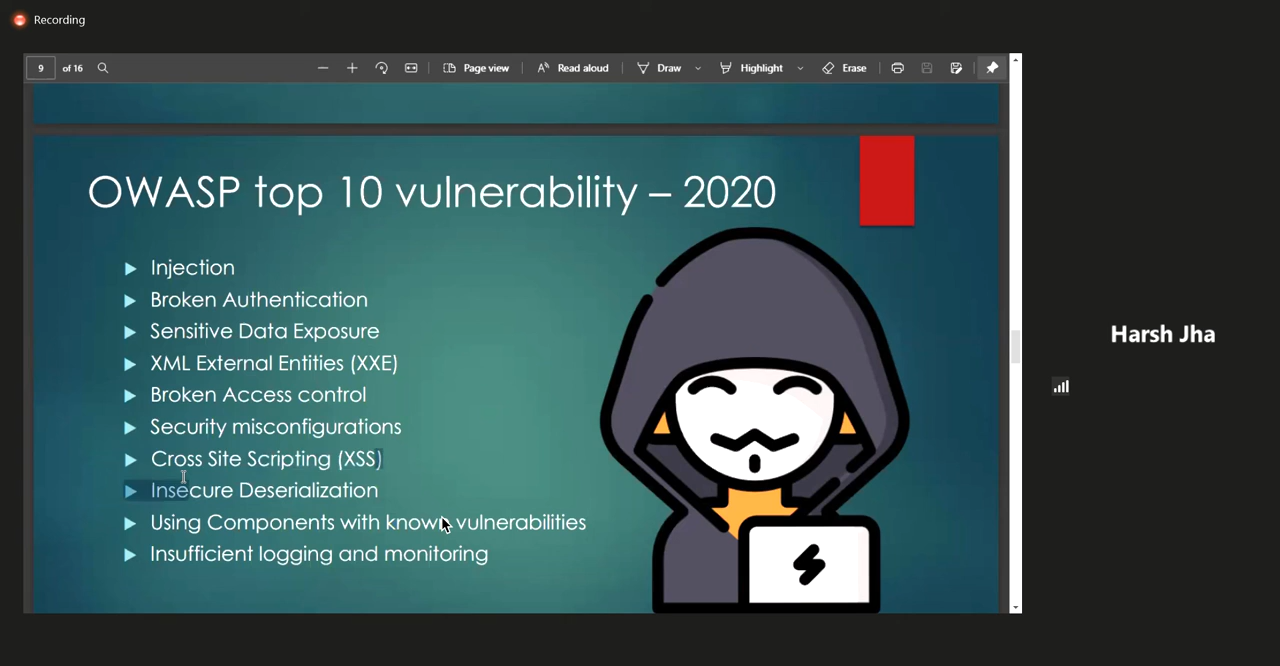 Recording
9 of 16 Page view Read aloud Draw Highlight Erase
OWASP top 10 vulnerability – 2020
Injection
Broken Authentication
Sensitive Data Exposure
XML External Entities (XXE)
Broken Access control
Security misconfigurations
Cross Site Scripting (XSS)
Insecure Deserialization
Using Components with known vulnerabilities
Insufficient logging and monitoring
Harsh Jha